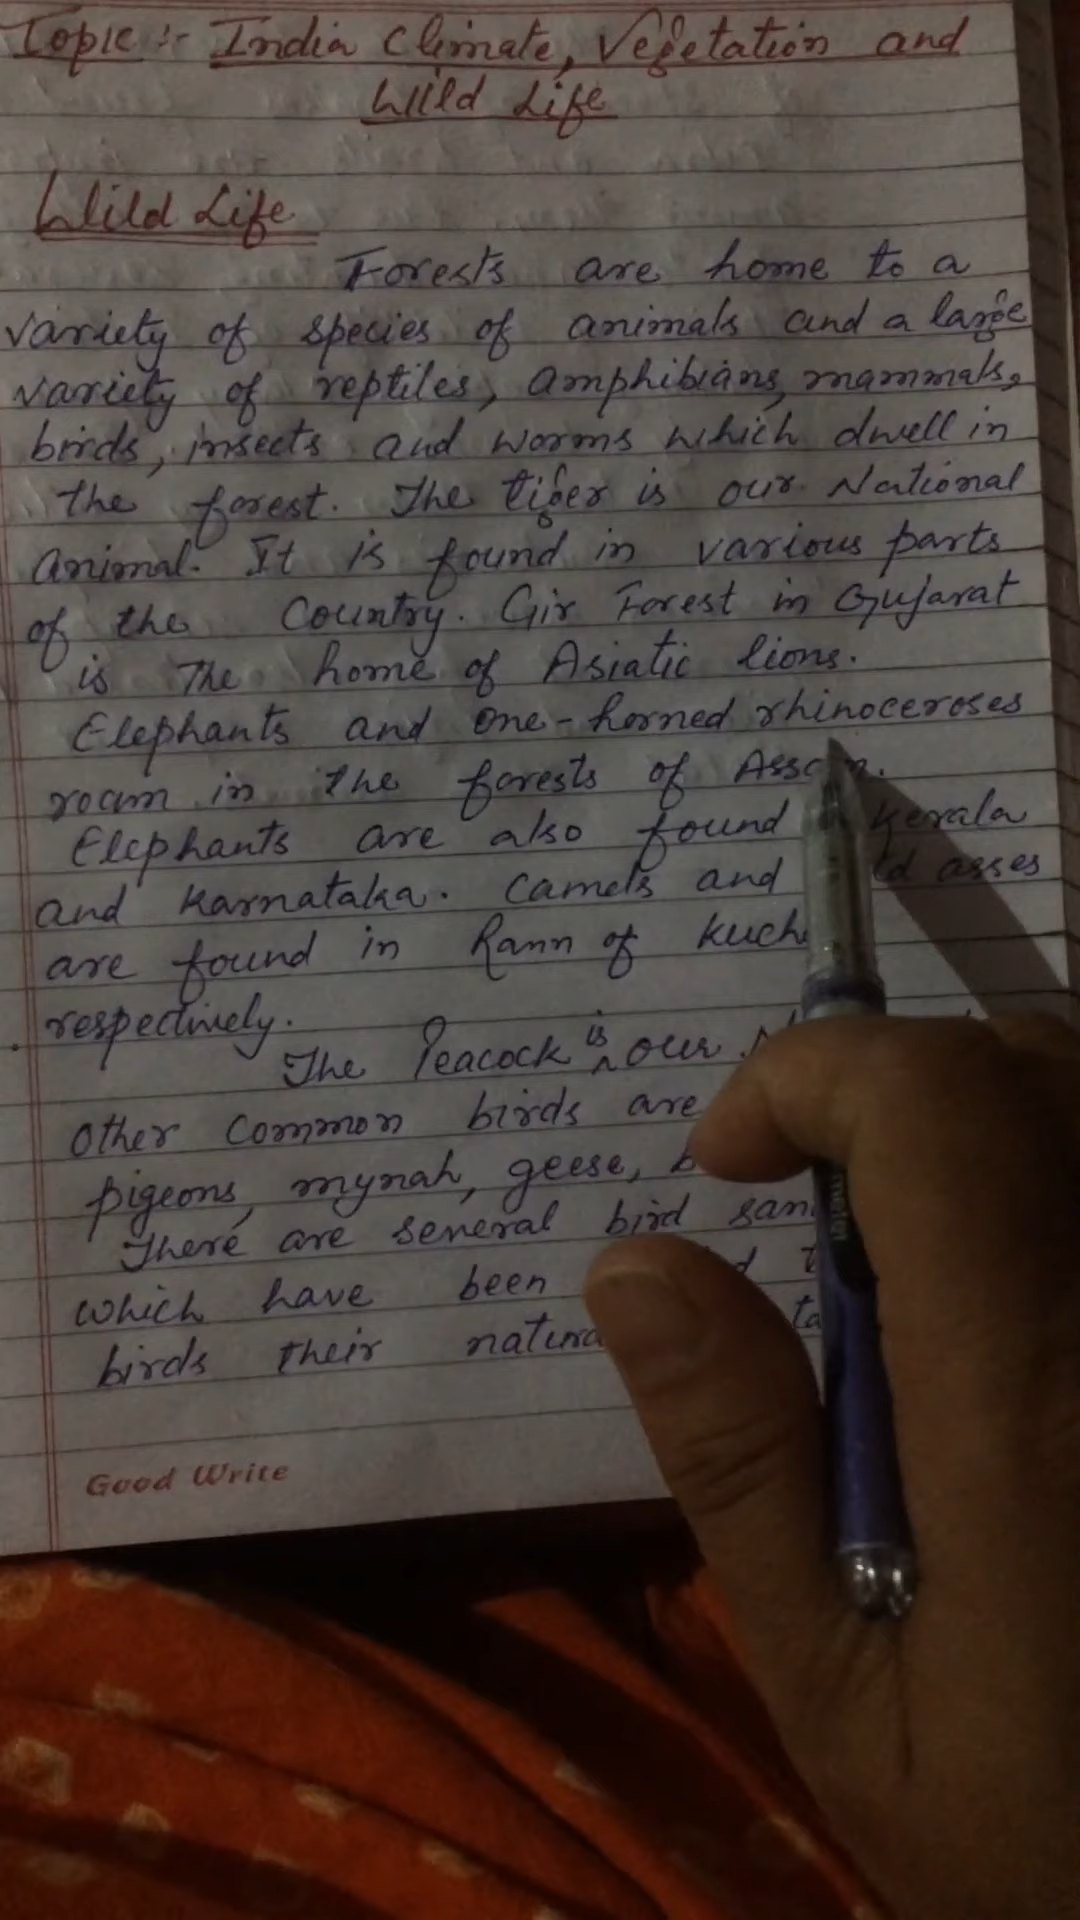 Topic :- India Climate, Vegetation and
Wild Life
Wild Life
Forests are home to a
variety of species of animals and a large
variety of reptiles, amphibians, mammals,
birds, insects and worms which dwell in
the forest. The tiger is our National
animal. It is found in various parts
of the Country. Gir Forest in Gujarat
is The home of Asiatic lions.
Elephants and one-horned rhinoceroses
roam in the forests of
Elephants are also found Kerala
and Karnataka. Camels and asses
are found in Rann of
respectively.
The Peacock is our
other common birds are
pigeons, mynah, geese,
There are several bird
which have been
birds their
Good Write